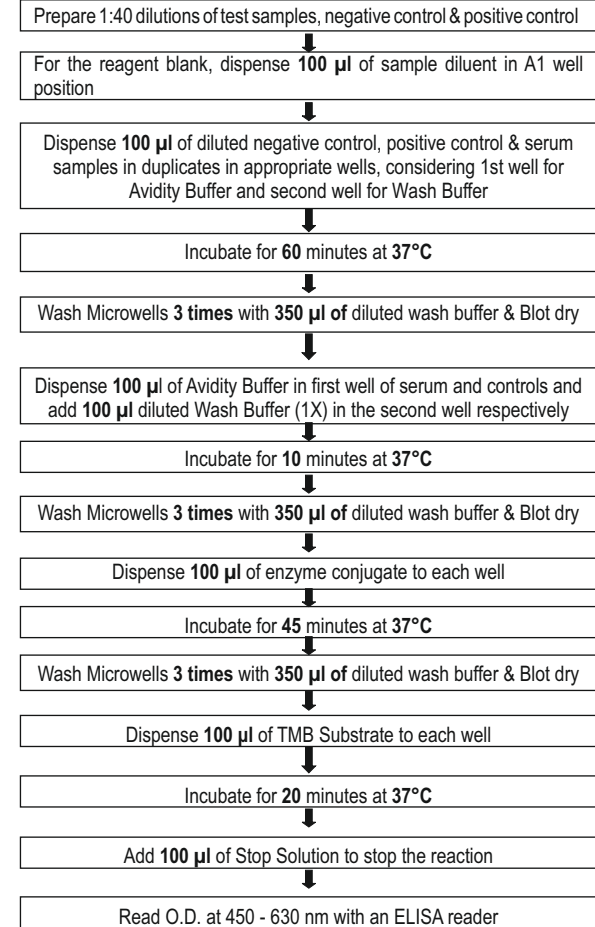 Prepare 1:40 dilutions of test samples, negative control & positive control
For the reagent blank, dispense 100 µl of sample diluent in A1 well
position
Dispense 100 µl of diluted negative control, positive control & serum
samples in duplicates in appropriate wells, considering 1st well for
Avidity Buffer and second well for Wash Buffer
Incubate for 60 minutes at 37°C
Wash Microwells 3 times with 350 µl of diluted wash buffer & Blot dry
Dispense 100 µl of Avidity Buffer in first well of serum and controls and
add 100 µl diluted Wash Buffer (1X) in the second well respectively
Incubate for 10 minutes at 37°C
Wash Microwells 3 times with 350 µl of diluted wash buffer & Blot dry
Dispense 100 µl of enzyme conjugate to each well
Incubate for 45 minutes at 37°C
Wash Microwells 3 times with 350 µl of diluted wash buffer & Blot dry
Dispense 100 µl of TMB Substrate to each well
Incubate for 20 minutes at 37°C
Add 100 µl of Stop Solution to stop the reaction
Read O.D. at 450 - 630 nm with an ELISA reader